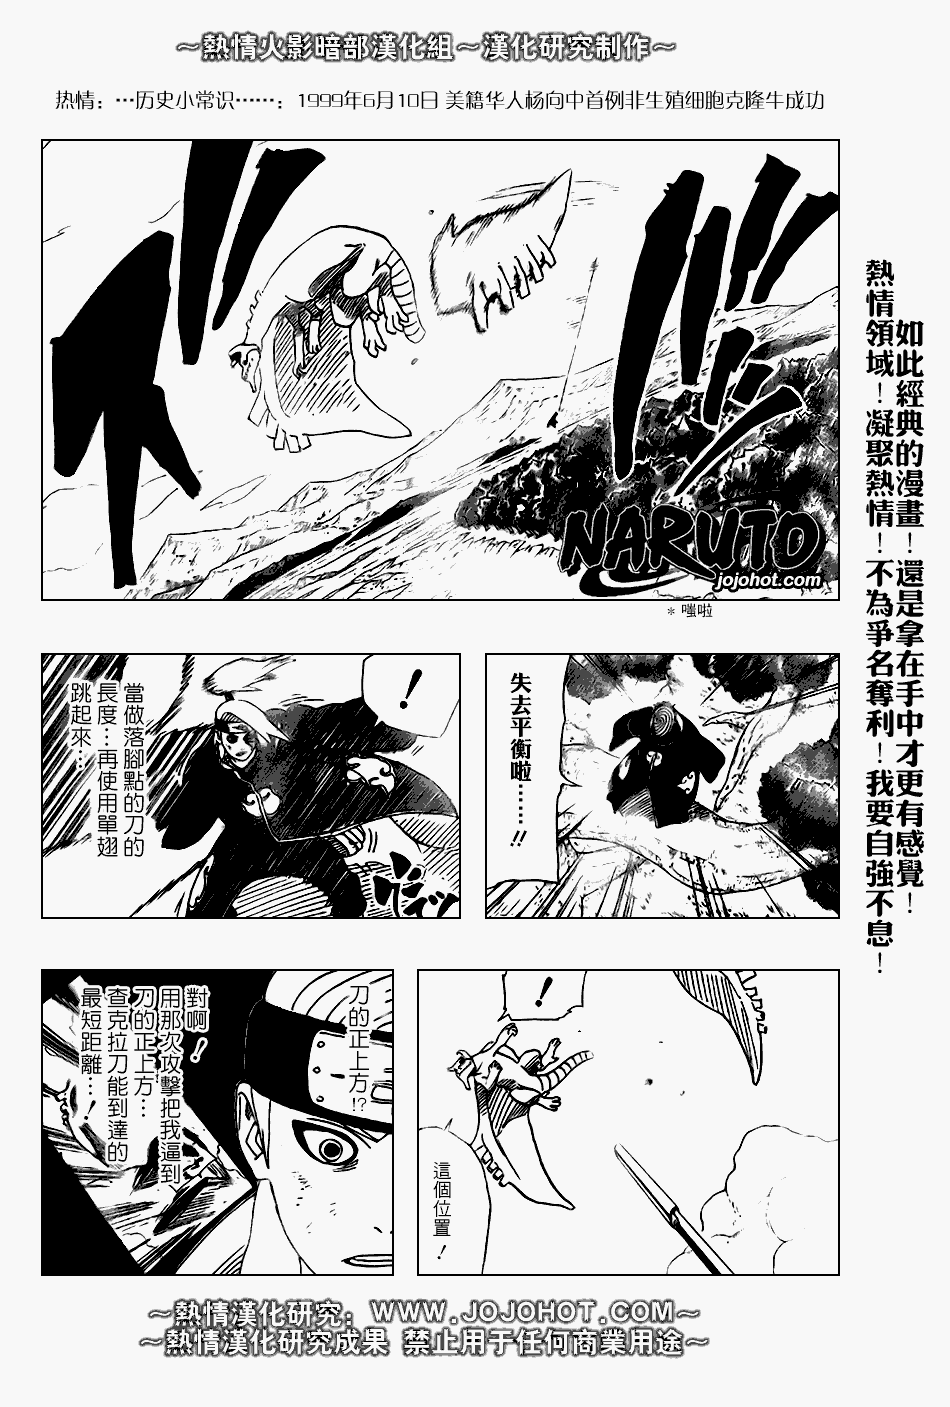 ～熱情火影暗部漢化組～漢化研究制作～
热情：…历史小常识……：1999年6月10日 美籍华人杨向中首例非生殖细胞克隆牛成功
NARUTO
jojohot.com
＊嗤啦
如此經典的漫畫！還是拿在手中才更有感覺！
熱情領域！凝聚熱情！不為爭名奪利！我要自強不息！
失去平衡啦………!!
！
當做落腳點的刀的
長度…再使用單翅
跳起來…
！
這個位置！
刀的正上方!?
對啊！
用那次攻擊把我逼到
刀的正上方…
查克拉刀能到達的
最短距離…！
～熱情漢化研究：WWW.JOJOHOT.COM～
～熱情漢化研究成果 禁止用于任何商業用途～